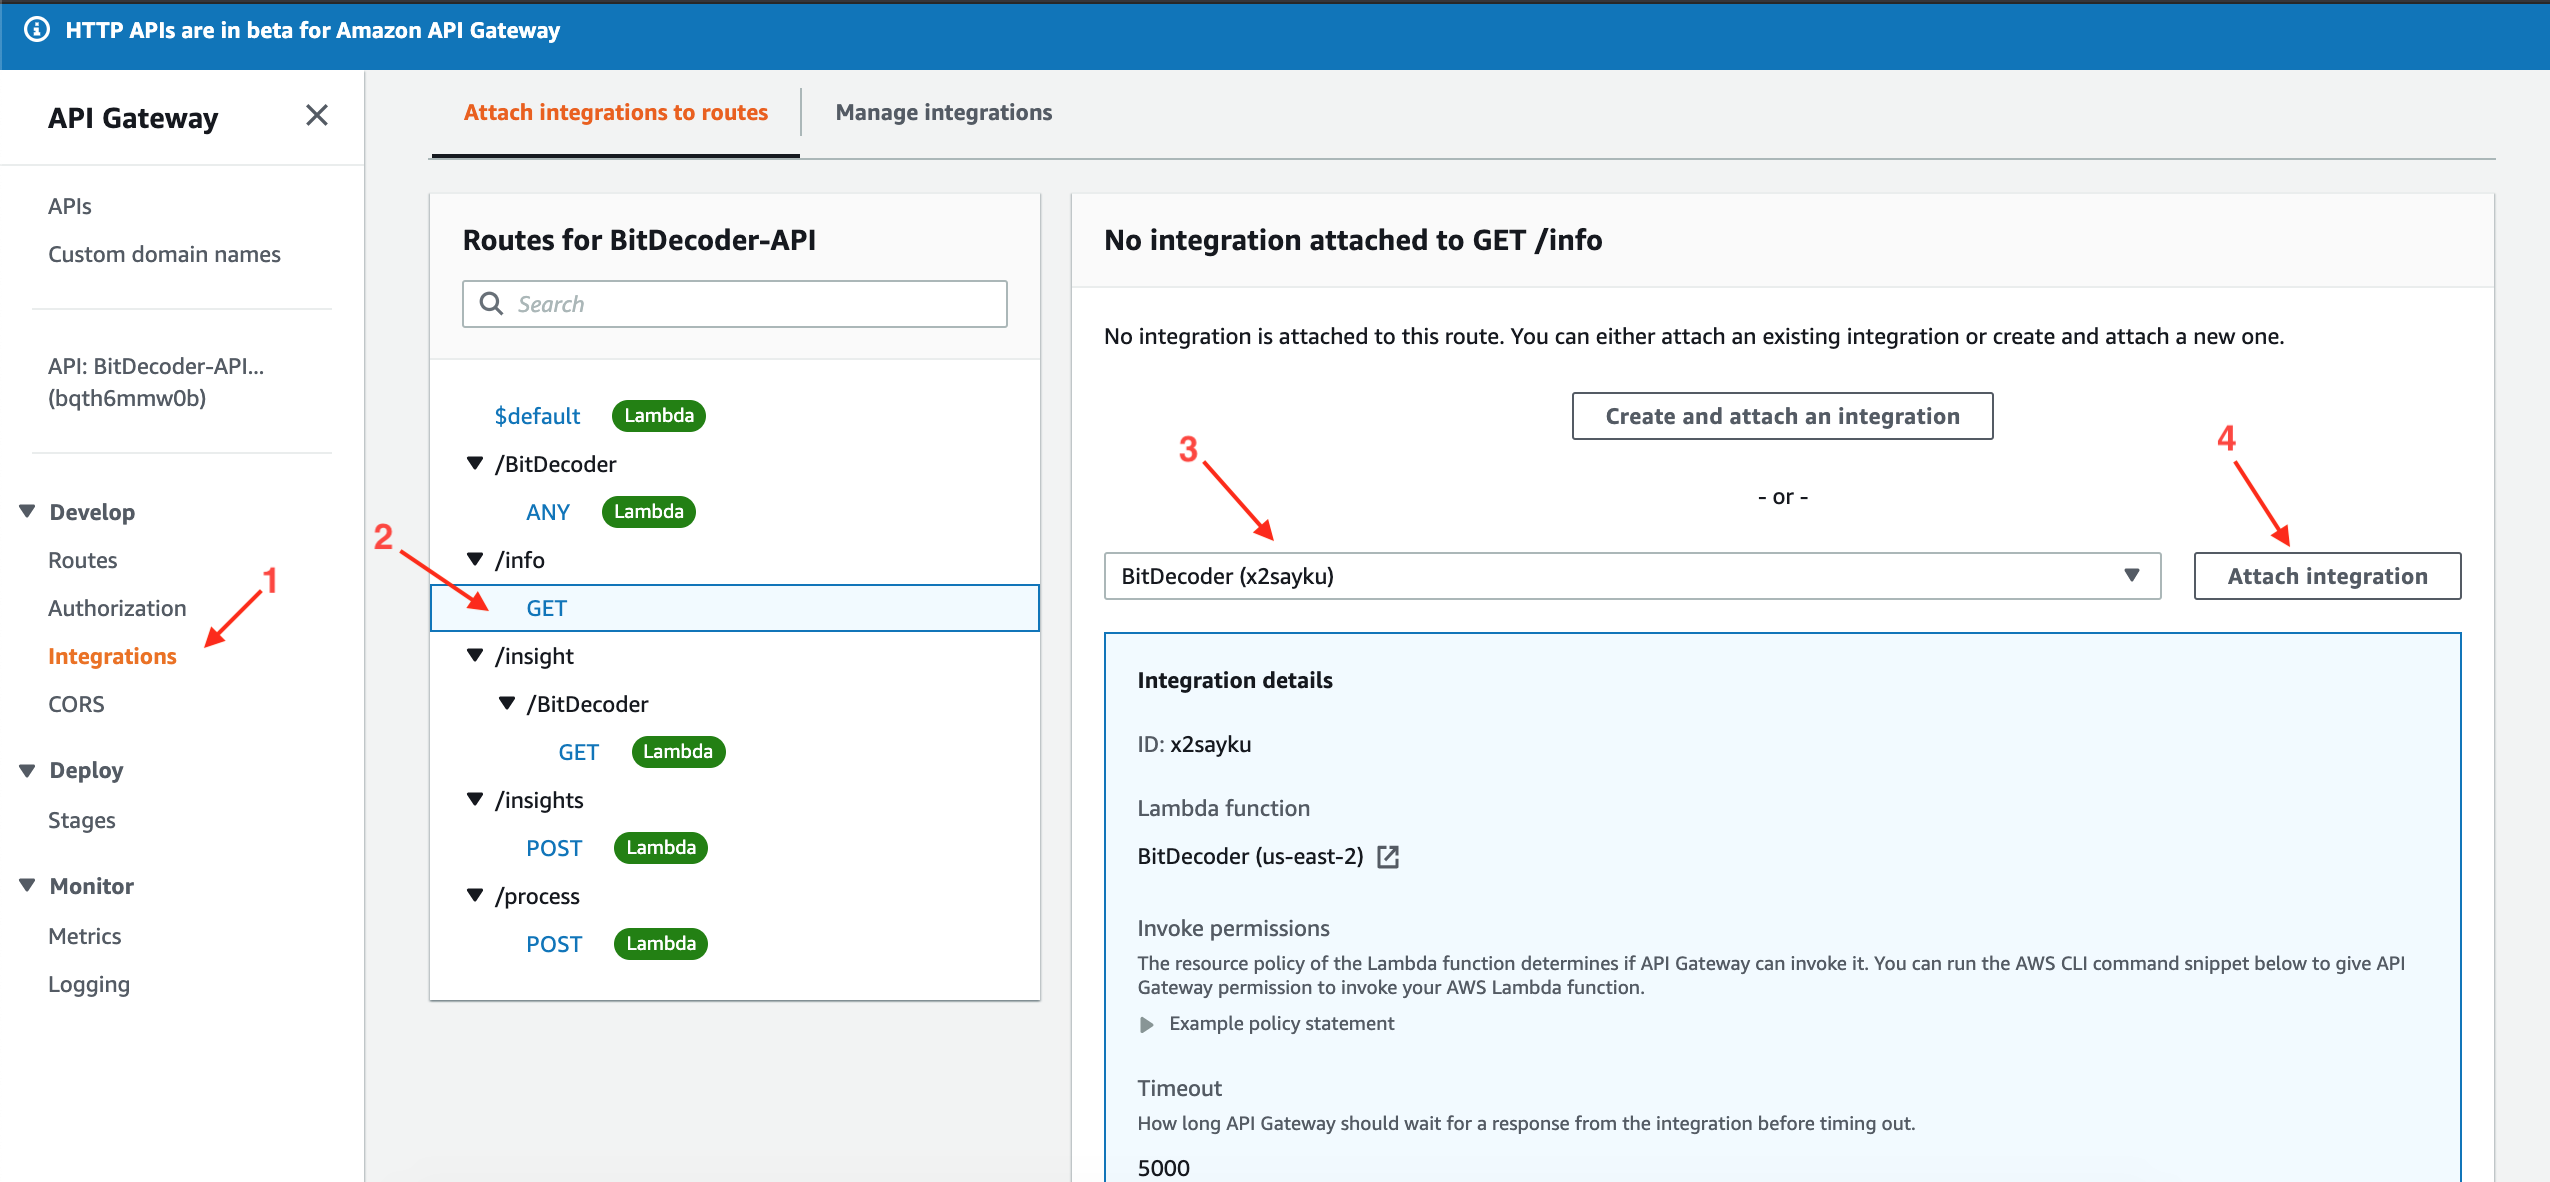 HTTP APIs are in beta for Amazon API Gateway
API Gateway
APIs
Custom domain names
API: BitDecoder-API...
(bqth6mmw0b)
Develop
Routes
Authorization
1
Integrations
CORS
Deploy
Stages
Monitor
Metrics
Logging
Attach integrations to routes
Manage integrations
Routes for BitDecoder-API
Search
$default Lambda
/BitDecoder
ANY Lambda
2
/info
GET
/insight
/BitDecoder
GET Lambda
/insights
POST Lambda
/process
POST Lambda
No integration attached to GET /info
No integration is attached to this route. You can either attach an existing integration or create and attach a new one.
Create and attach an integration
3
4
- or -
BitDecoder (x2sayku)
Attach integration
Integration details
ID: x2sayku
Lambda function
BitDecoder (us-east-2)
Invoke permissions
The resource policy of the Lambda function determines if API Gateway can invoke it. You can run the AWS CLI command snippet below to give API
Gateway permission to invoke your AWS Lambda function.
Example policy statement
Timeout
How long API Gateway should wait for a response from the integration before timing out.
5000